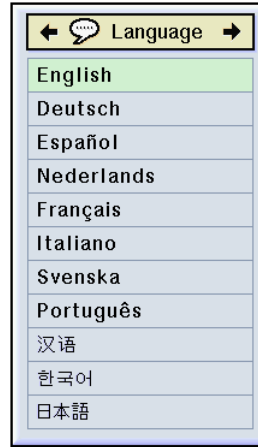 Language
English
Deutsch
Español
Nederlands
Français
Italiano
Svenska
Português
汉语
한국어
日本語